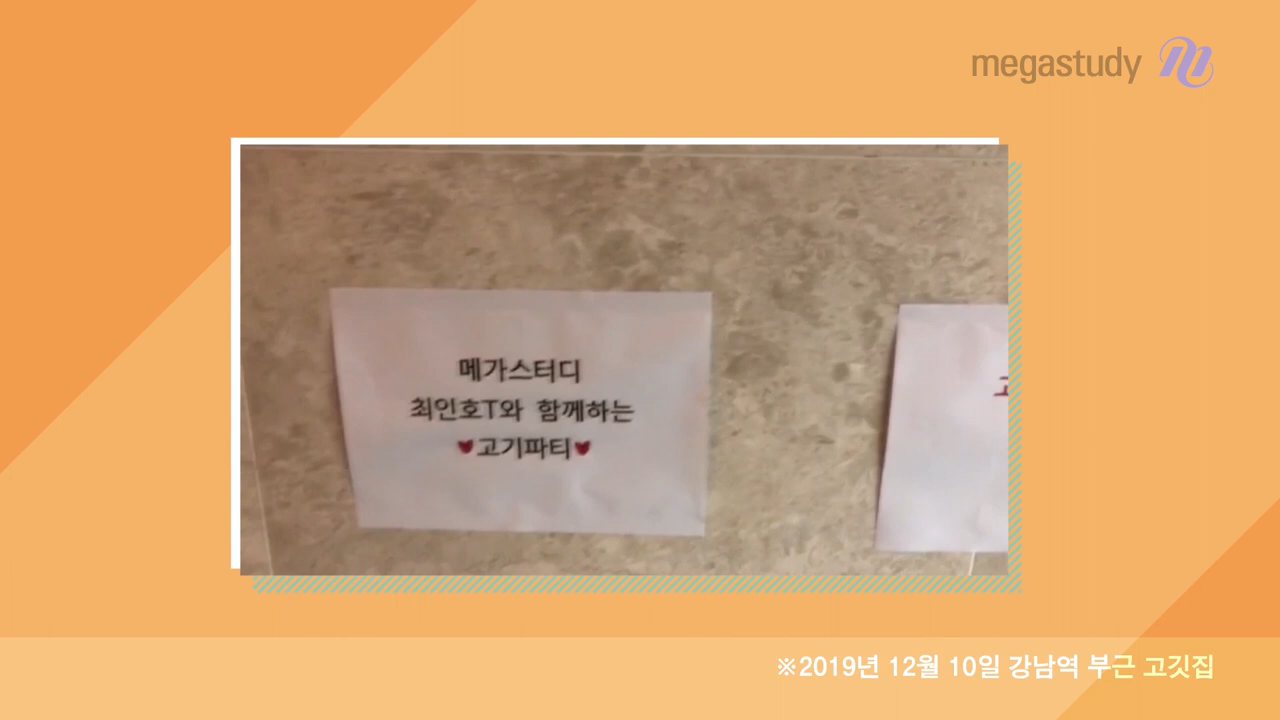 megastudy
메가스터디
최인호T와 함께하는
♥고기파티♥
※2019년 12월 10일 강남역 부근 고깃집